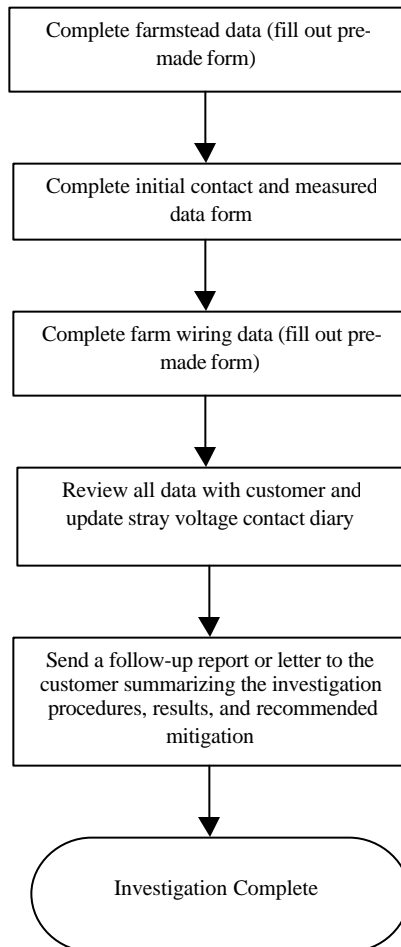 Complete farmstead data (fill out pre-
made form)
Complete initial contact and measured
data form
Complete farm wiring data (fill out pre-
made form)
Review all data with customer and
update stray voltage contact diary
Send a follow-up report or letter to the
customer summarizing the investigation
procedures, results, and recommended
mitigation
Investigation Complete